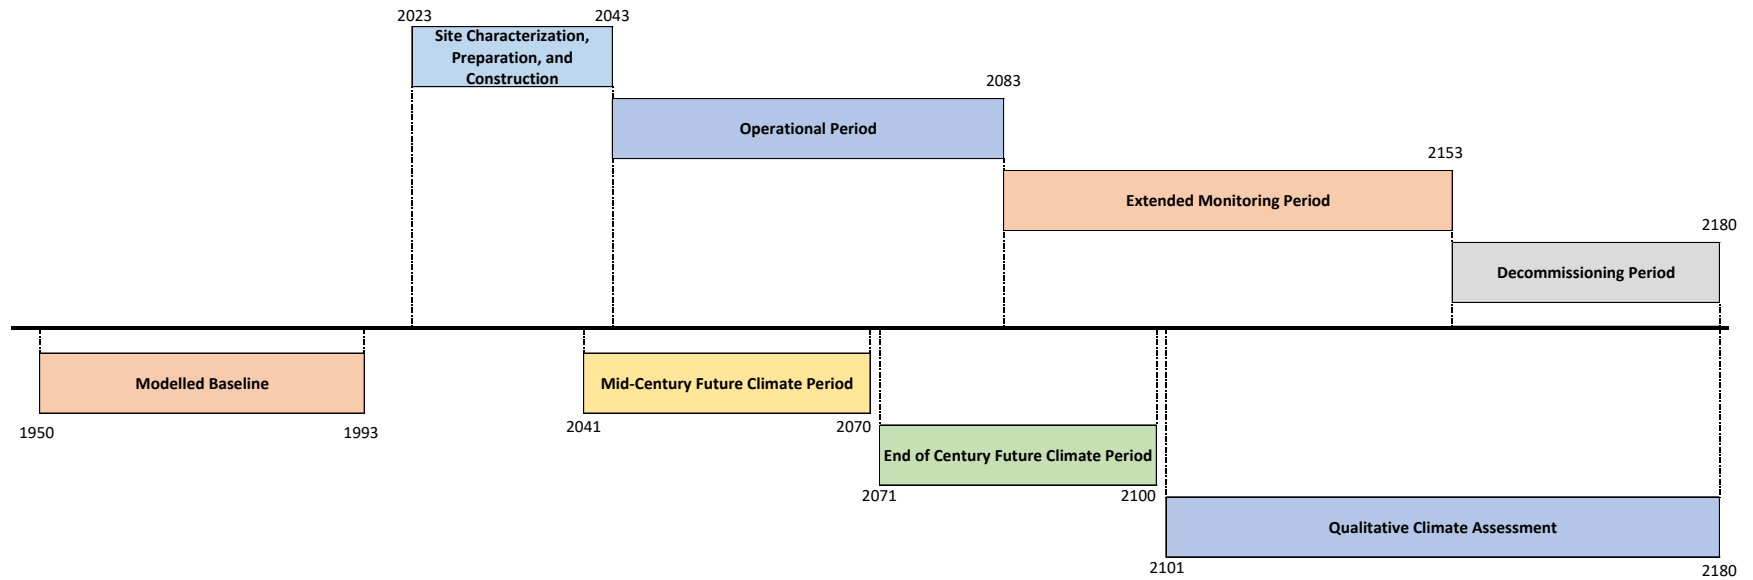 2023
2043
Site Characterization,
Preparation, and
Construction
2083
Operational Period
2153
Extended Monitoring Period
2180
Decommissioning Period
Modelled Baseline
1950
1993
Mid-Century Future Climate Period
2041
2070
End of Century Future Climate Period
2071
2100
Qualitative Climate Assessment
2101
2180